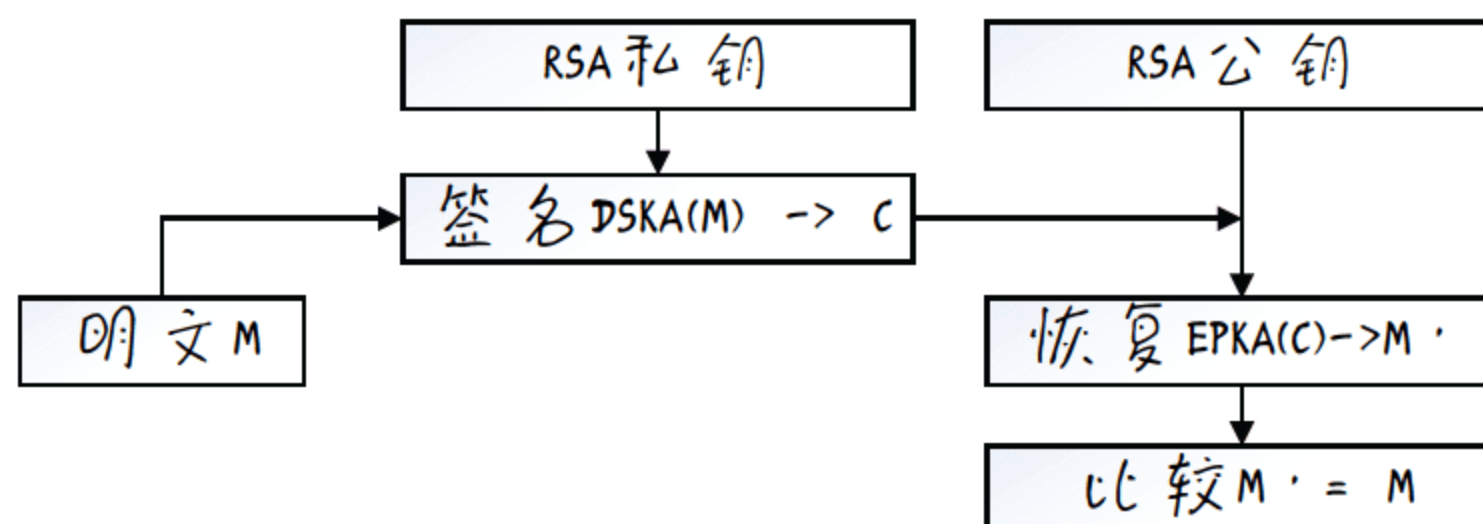 RSA私钥
RSA公钥
签名DSKA(M) -> C
明文M
恢复EPKA(C)->M'
比较M' = M